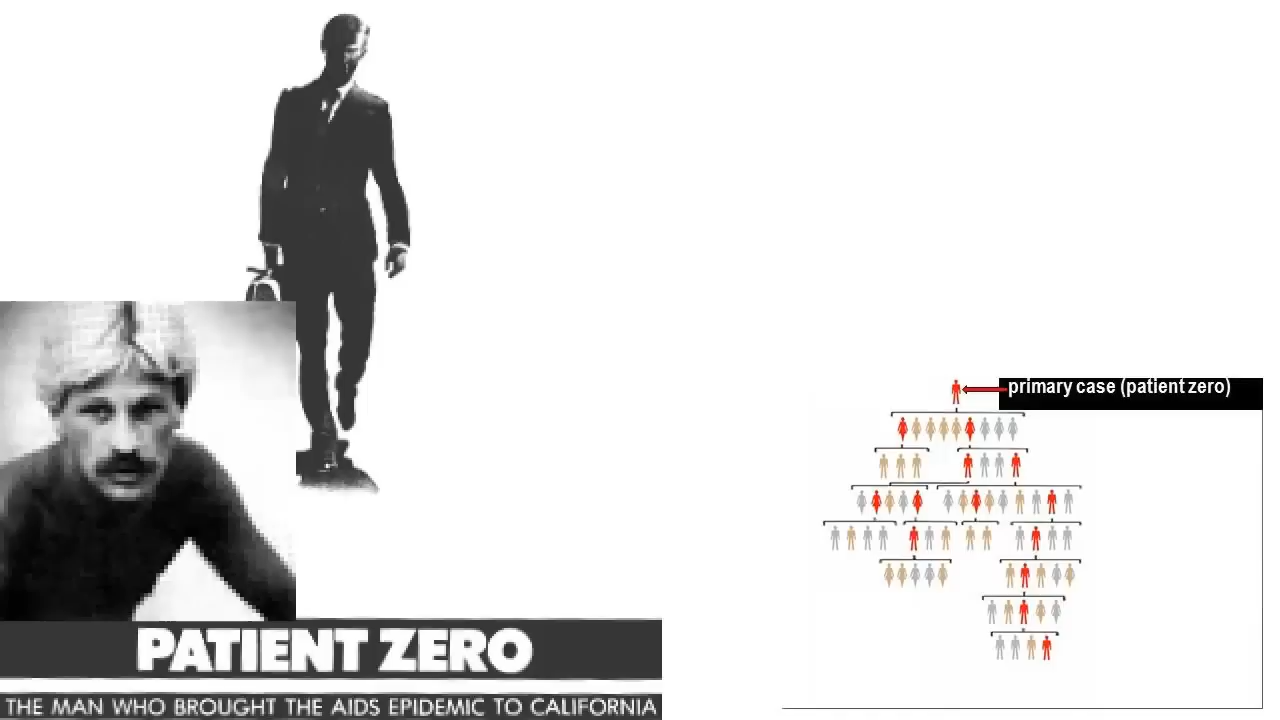 primary case (patient zero)
PATIENT ZERO
THE MAN WHO BROUGHT THE AIDS EPIDEMIC TO CALIFORNIA